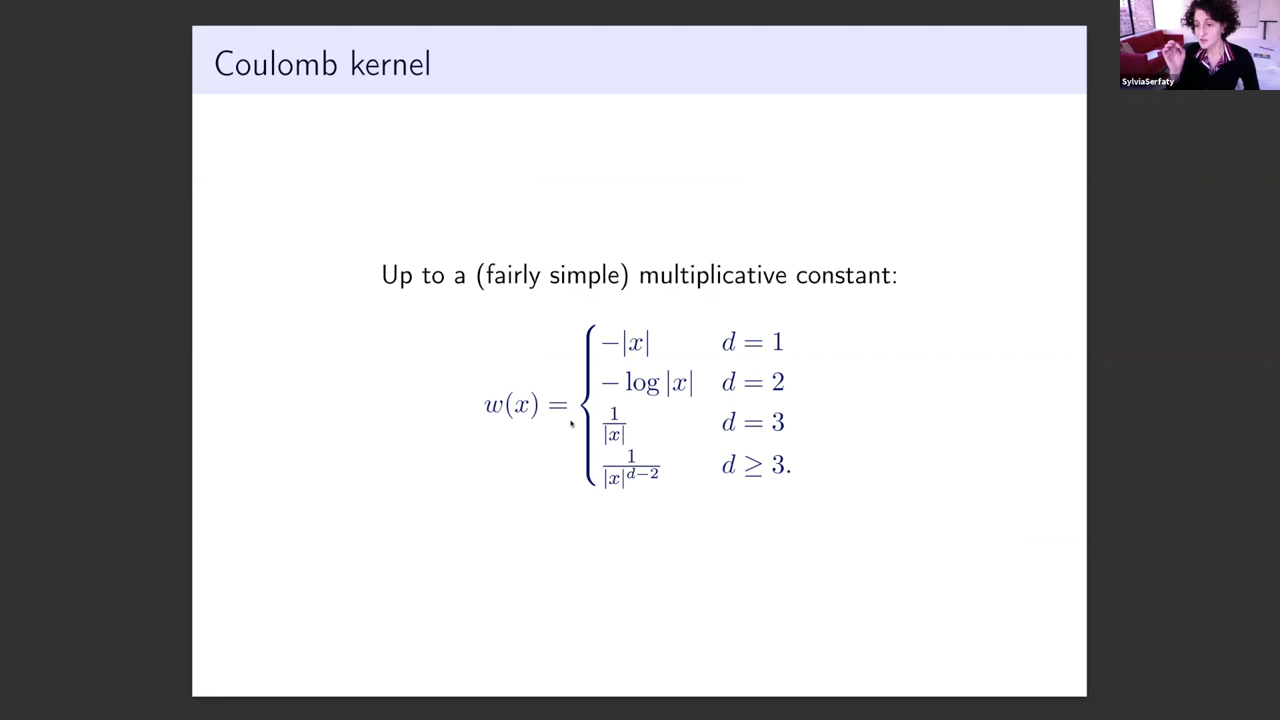 Coulomb kernel
SylviaSerfaty
Up to a (fairly simple) multiplicative constant:
w(x) = { −|x| d = 1
− log |x| d = 2
1/|x| d = 3
1/|x|^{d−2} d ≥ 3.